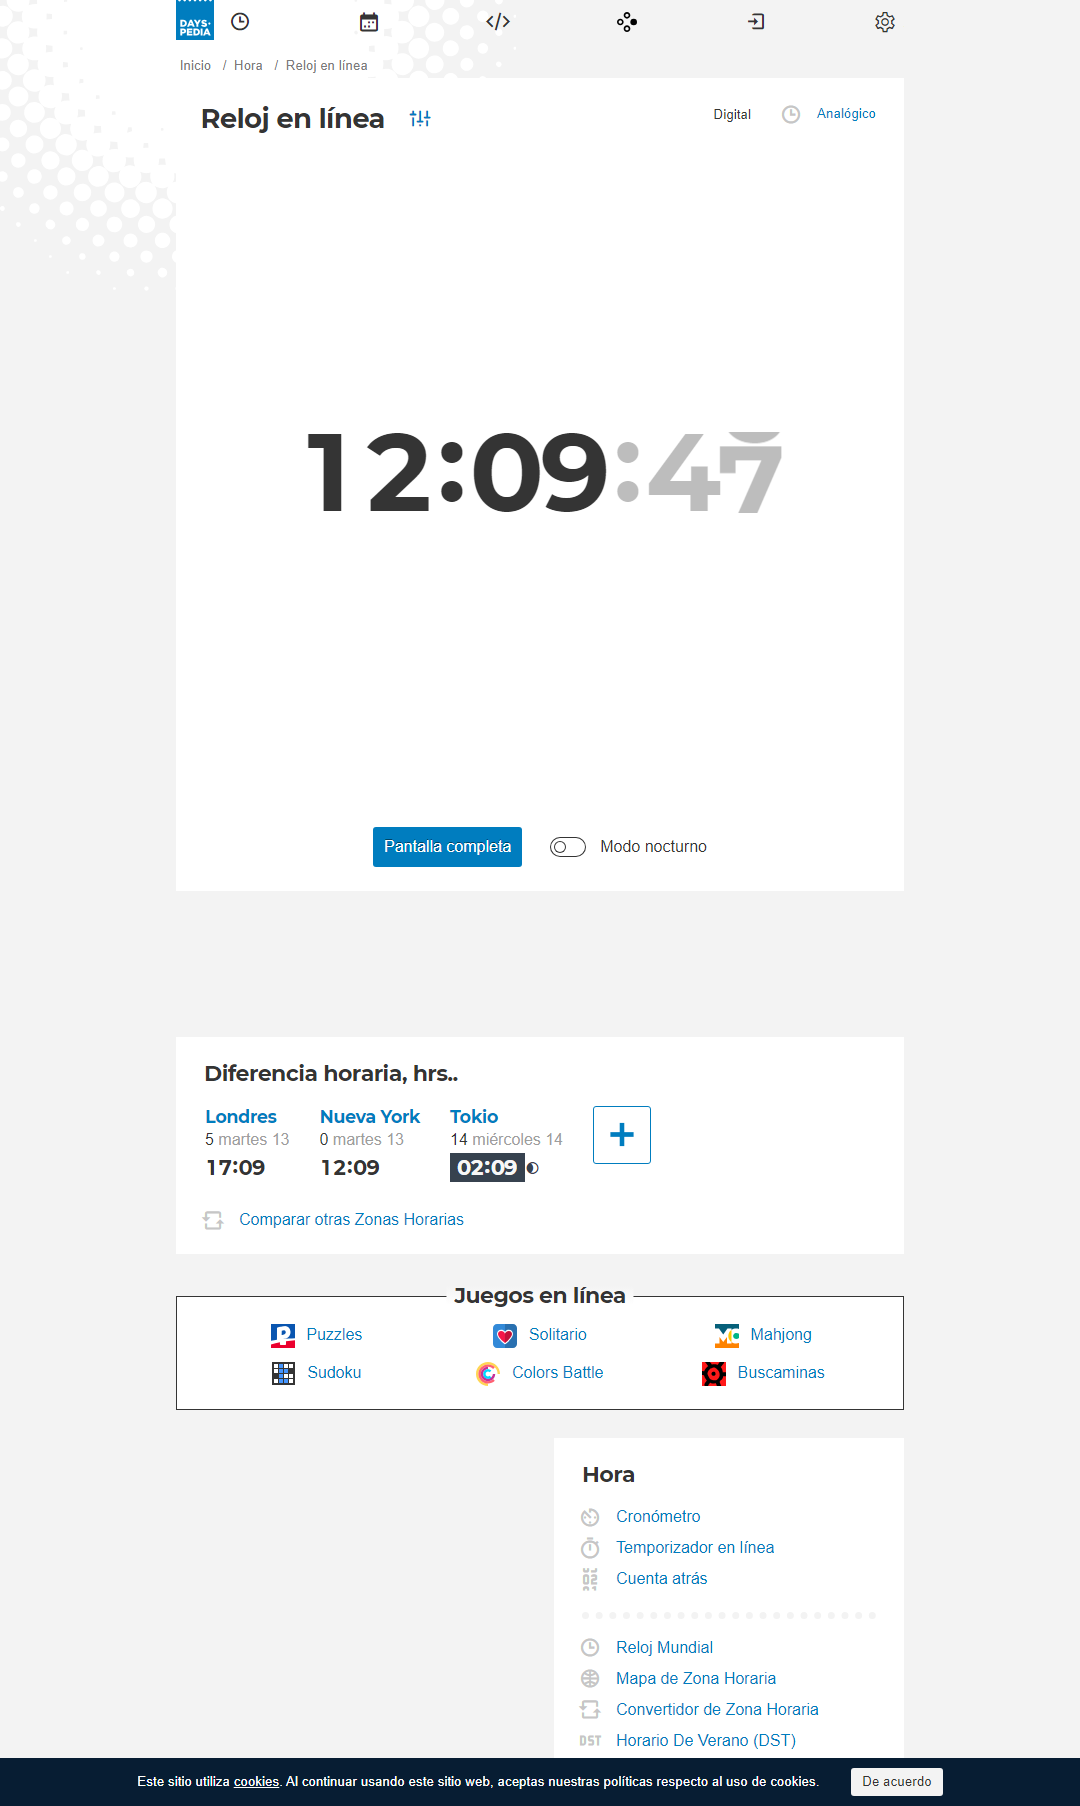 DAYS·
PEDIA
Inicio / Hora / Reloj en línea
Reloj en línea
Digital
Analógico
12:09:47
Pantalla completa
Modo nocturno
Diferencia horaria, hrs..
Londres
5 martes 13
17:09
Nueva York
0 martes 13
12:09
Tokio
14 miércoles 14
02:09
Comparar otras Zonas Horarias
Juegos en línea
Puzzles
Solitario
Mahjong
Sudoku
Colors Battle
Buscaminas
Hora
Cronómetro
Temporizador en línea
Cuenta atrás
Reloj Mundial
Mapa de Zona Horaria
Convertidor de Zona Horaria
DST Horario De Verano (DST)
Este sitio utiliza cookies. Al continuar usando este sitio web, aceptas nuestras políticas respecto al uso de cookies.
De acuerdo